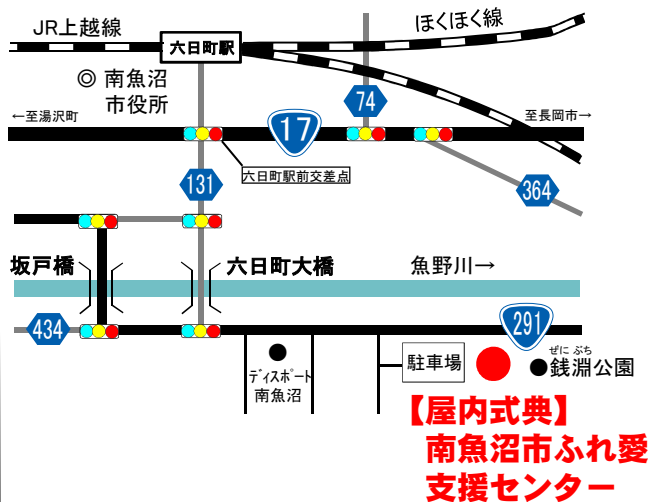 JR上越線
ほくほく線
六日町駅
◎ 南魚沼
市役所
74
←至湯沢町
至長岡市→
17
六日町駅前交差点
131
364
坂戸橋
六日町大橋
魚野川→
434
291
ディスポート
南魚沼
駐車場
ぜにぶち
●銭淵公園
【屋内式典】
南魚沼市ふれ愛
支援センター